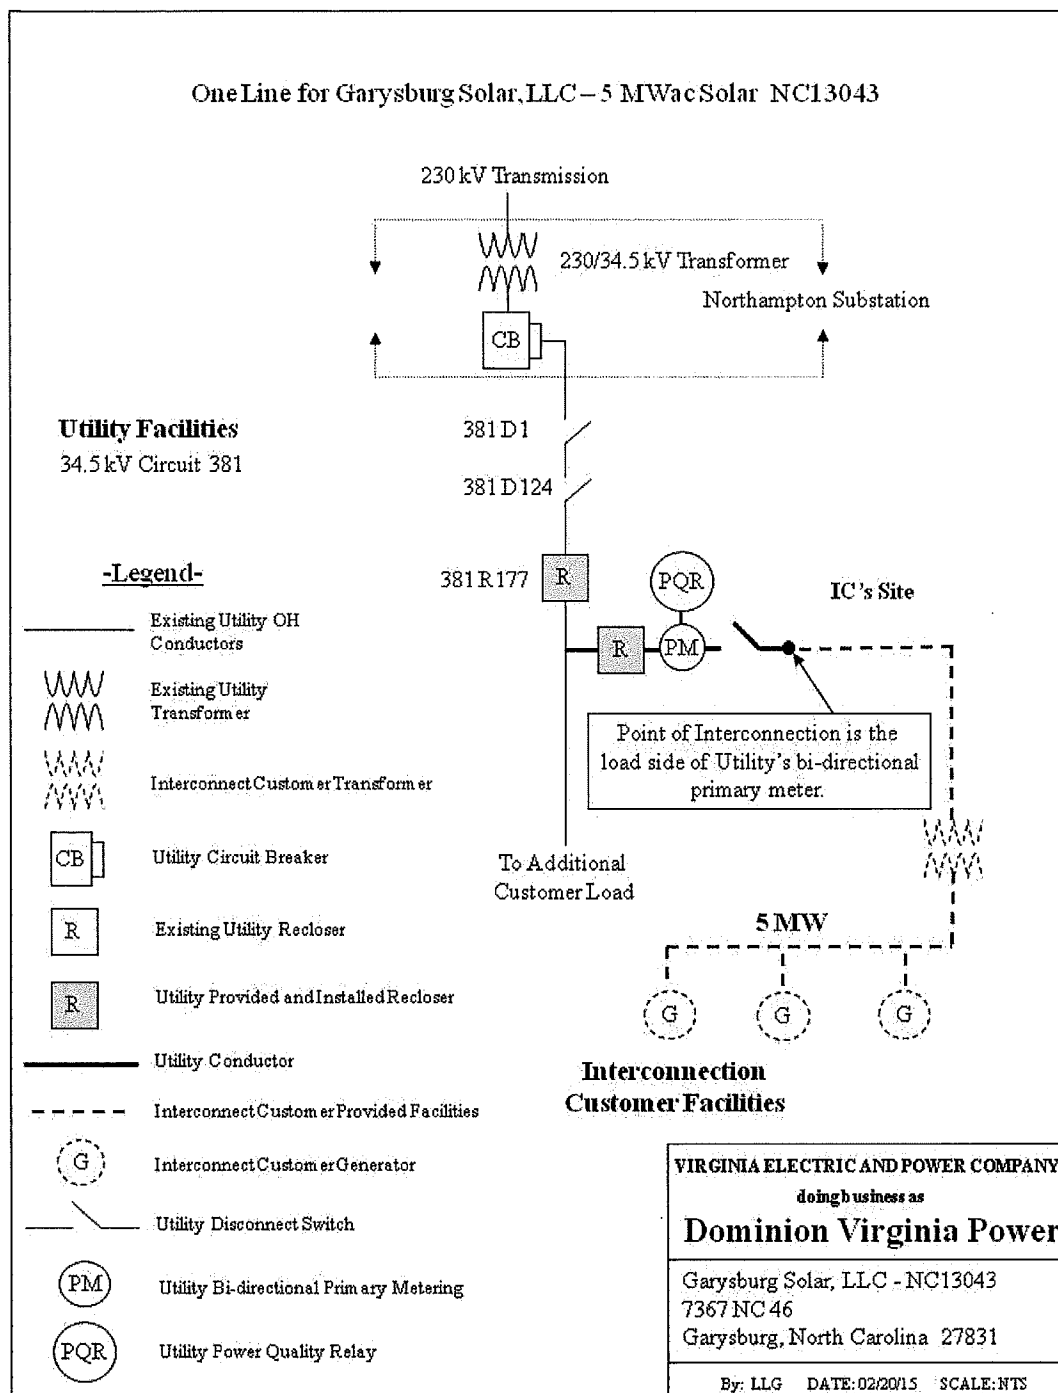 One Line for Garysburg Solar, LLC – 5 MWac Solar NC13043
230 kV Transmission
230/34.5 kV Transformer
Northampton Substation
CB
Utility Facilities
34.5 kV Circuit 381
381 D1
381 D124
381 R177
R
PQR
IC's Site
R
PM
Point of Interconnection is the
load side of Utility's bi-directional
primary meter.
To Additional
Customer Load
5 MW
G
G
G
Interconnection
Customer Facilities
-Legend-
Existing Utility OH
Conductors
Existing Utility
Transformer
Interconnect Customer Transformer
CB
Utility Circuit Breaker
R
Existing Utility Recloser
R
Utility Provided and Installed Recloser
Utility Conductor
Interconnect Customer Provided Facilities
G
Interconnect Customer Generator
Utility Disconnect Switch
PM
Utility Bi-directional Primary Metering
PQR
Utility Power Quality Relay
VIRGINIA ELECTRIC AND POWER COMPANY
doing business as
Dominion Virginia Power
Garysburg Solar, LLC - NC13043
7367 NC 46
Garysburg, North Carolina 27831
By: LLG DATE: 02/20/15 SCALE: NTS